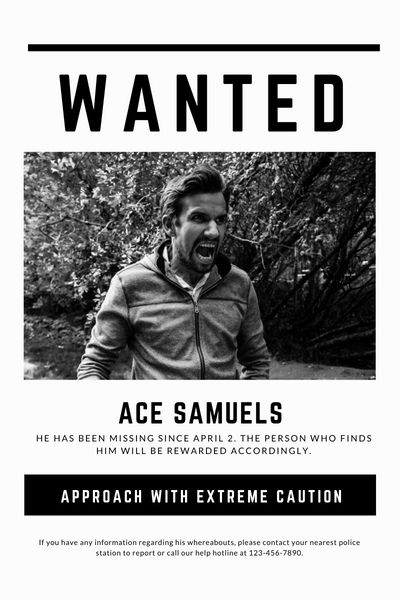 WANTED
ACE SAMUELS
HE HAS BEEN MISSING SINCE APRIL 2. THE PERSON WHO FINDS
HIM WILL BE REWARDED ACCORDINGLY.
APPROACH WITH EXTREME CAUTION
If you have any information regarding his whereabouts, please contact your nearest police
station to report or call our help hotline at 123-456-7890.